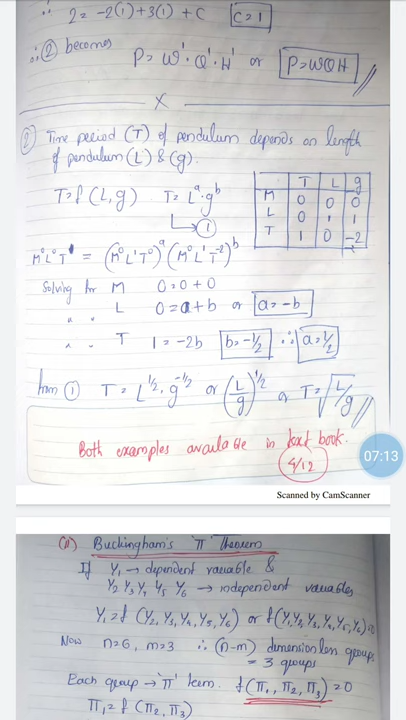 ∴ 2 = -2(1) + 3(1) + C   C = 1
∴ ② becomes
P = W¹ · Q¹ · H¹ or P = WQH
X
② Time period (T) of pendulum depends on length
of pendulum (L) & (g).
T L g
T = f (L, g)   T = L^a · g^b   M 0 0 0
L 0 1 1
①   T 1 0 -2
M⁰L⁰T¹ = (M⁰L¹T⁰)^a (M⁰L¹T⁻²)^b
Solving for M   0 = 0 + 0
" " L   0 = a + b or a = -b
" " T   1 = -2b   b = -1/2 ∴ a = 1/2
from ① T = L^1/2 · g^-1/2 or (L/g)^1/2 or T = √L/g
Both examples available in text book.
4/12
07:13
Scanned by CamScanner
(II) Buckingham's π Theorem
If Y₁ → dependent variable &
Y₂ Y₃ Y₄ Y₅ Y₆ → independent variables
Y₁ = f (Y₂, Y₃, Y₄, Y₅, Y₆) or f(Y₁, Y₂, Y₃, Y₄, Y₅, Y₆) = 0
Now n = 6, m = 3 ∴ (n-m) dimensionless groups
= 3 groups
Each group → 'π' term. f(π₁, π₂, π₃) = 0
π₁ = f (π₂, π₃)